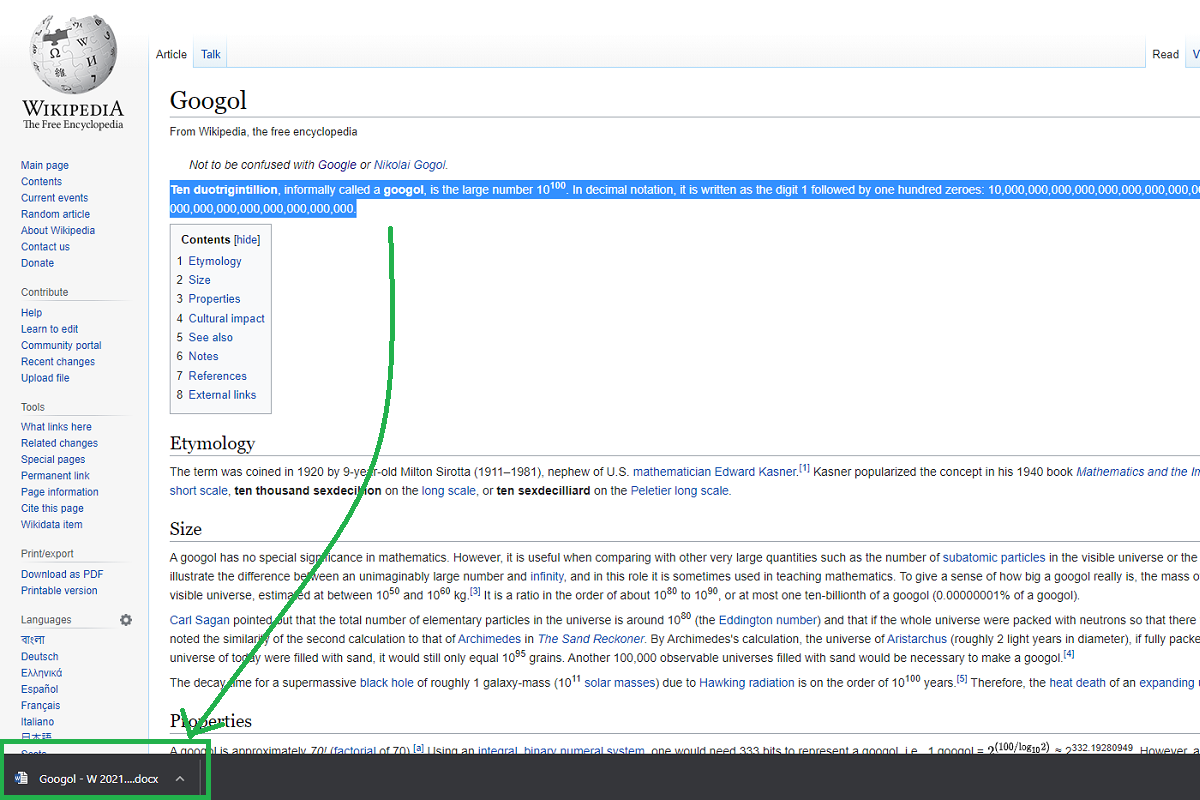 WIKIPEDIA
The Free Encyclopedia
Main page
Contents
Current events
Random article
About Wikipedia
Contact us
Donate
Contribute
Help
Learn to edit
Community portal
Recent changes
Upload file
Tools
What links here
Related changes
Special pages
Permanent link
Page information
Cite this page
Wikidata item
Print/export
Download as PDF
Printable version
Languages
বাংলা
Deutsch
Ελληνικά
Español
Français
Italiano
日本語
Scots
Article Talk Read V
Googol
From Wikipedia, the free encyclopedia
Not to be confused with Google or Nikolai Gogol.
Ten duotrigintillion, informally called a googol, is the large number 10^100. In decimal notation, it is written as the digit 1 followed by one hundred zeroes: 10,000,000,000,000,000,000,000,000,00
000,000,000,000,000,000,000,000.
Contents [hide]
1 Etymology
2 Size
3 Properties
4 Cultural impact
5 See also
6 Notes
7 References
8 External links
Etymology
The term was coined in 1920 by 9-year-old Milton Sirotta (1911–1981), nephew of U.S. mathematician Edward Kasner.[1] Kasner popularized the concept in his 1940 book Mathematics and the Im
short scale, ten thousand sexdecillion on the long scale, or ten sexdecilliard on the Peletier long scale.
Size
A googol has no special significance in mathematics. However, it is useful when comparing with other very large quantities such as the number of subatomic particles in the visible universe or the
illustrate the difference between an unimaginably large number and infinity, and in this role it is sometimes used in teaching mathematics. To give a sense of how big a googol really is, the mass o
visible universe, estimated at between 10^50 and 10^60 kg.[3] It is a ratio in the order of about 10^80 to 10^90, or at most one ten-billionth of a googol (0.00000001% of a googol).
Carl Sagan pointed out that the total number of elementary particles in the universe is around 10^80 (the Eddington number) and that if the whole universe were packed with neutrons so that there
noted the similarity of the second calculation to that of Archimedes in The Sand Reckoner. By Archimedes's calculation, the universe of Aristarchus (roughly 2 light years in diameter), if fully packe
universe of today were filled with sand, it would still only equal 10^95 grains. Another 100,000 observable universes filled with sand would be necessary to make a googol.[4]
The decay time for a supermassive black hole of roughly 1 galaxy-mass (10^11 solar masses) due to Hawking radiation is on the order of 10^100 years.[5] Therefore, the heat death of an expanding
Properties
A googol is approximately 70! (factorial of 70).[a] Using an integral, binary numeral system, one would need 333 bits to represent a googol, i.e., 1 googol = 2^(100/log₁₀2) ≈ 2^332.19280949. However, a
Googol - W 2021....docx